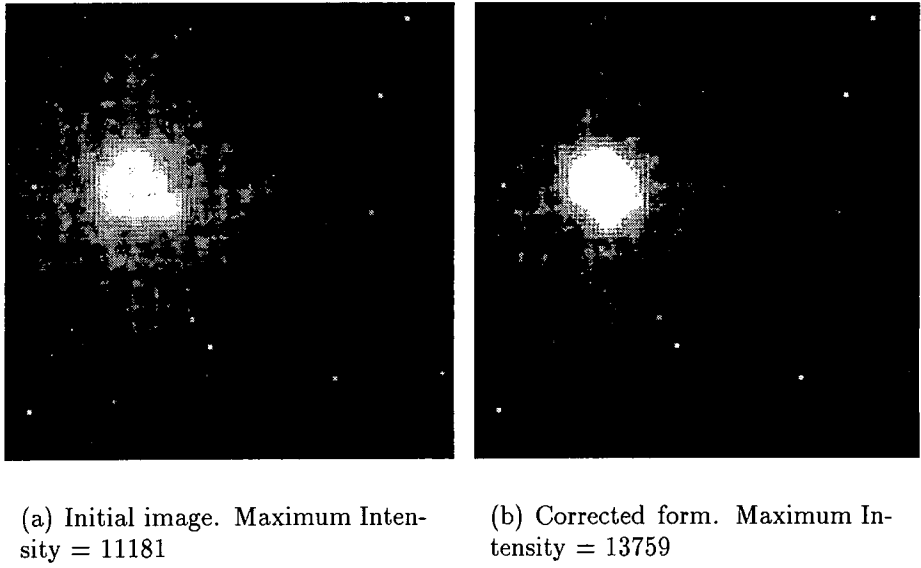 (a) Initial image. Maximum Inten-
sity = 11181
(b) Corrected form. Maximum In-
tensity = 13759